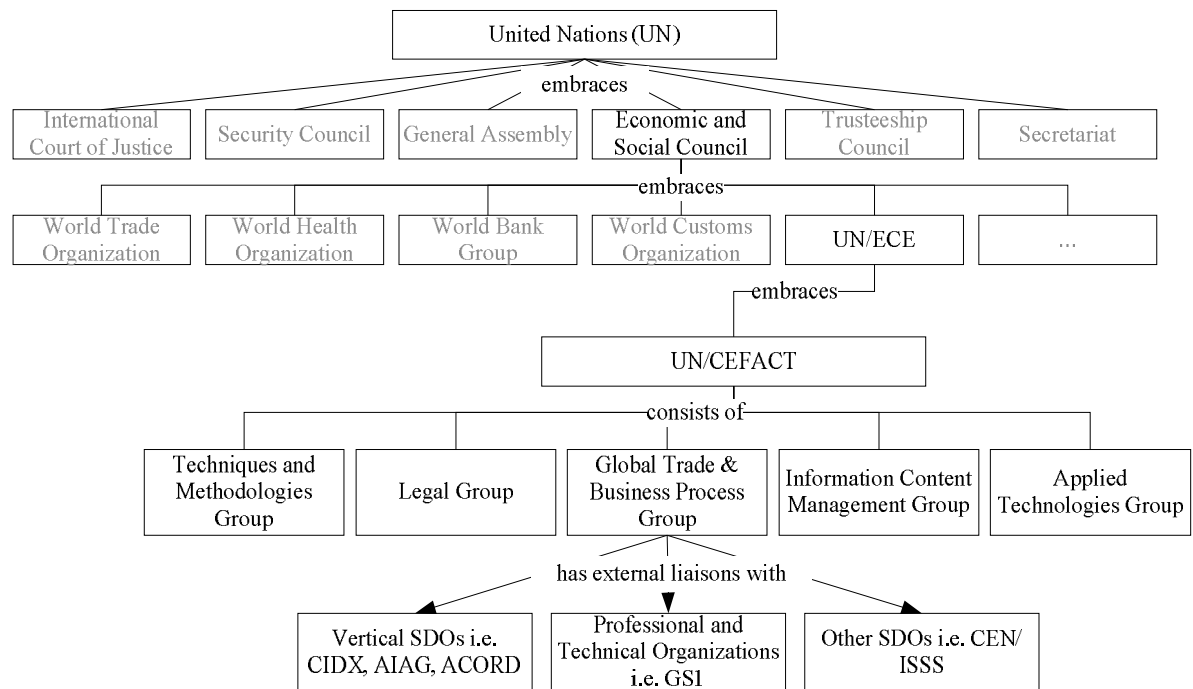 United Nations (UN)
embraces
International
Court of Justice
Security Council
General Assembly
Economic and
Social Council
Trusteeship
Council
Secretariat
embraces
World Trade
Organization
World Health
Organization
World Bank
Group
World Customs
Organization
UN/ECE
...
embraces
UN/CEFACT
consists of
Techniques and
Methodologies
Group
Legal Group
Global Trade &
Business Process
Group
Information Content
Management Group
Applied
Technologies Group
has external liaisons with
Vertical SDOs i.e.
CIDX, AIAG, ACORD
Professional and
Technical Organizations
i.e. GS1
Other SDOs i.e. CEN/
ISSS